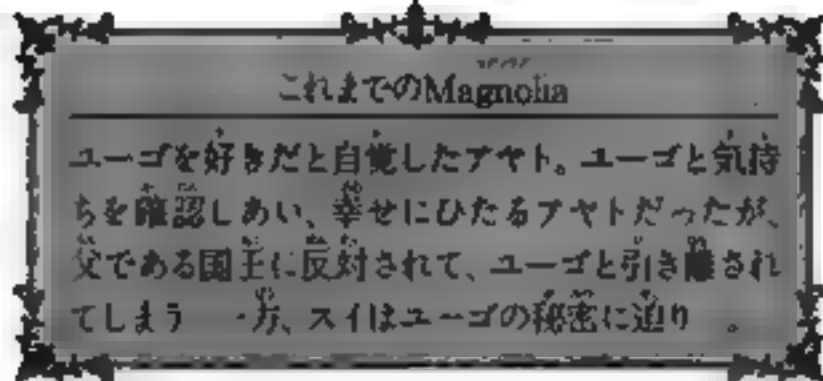 これまでのMagnolia
ユーゴを好きだと自覚したアヤト。ユーゴと気持
ちを確認しあい、幸せにひたるアヤトだったが、
父である国王に反対されて、ユーゴと引き離され
てしまう 一方、スイはユーゴの秘密に迫り 。